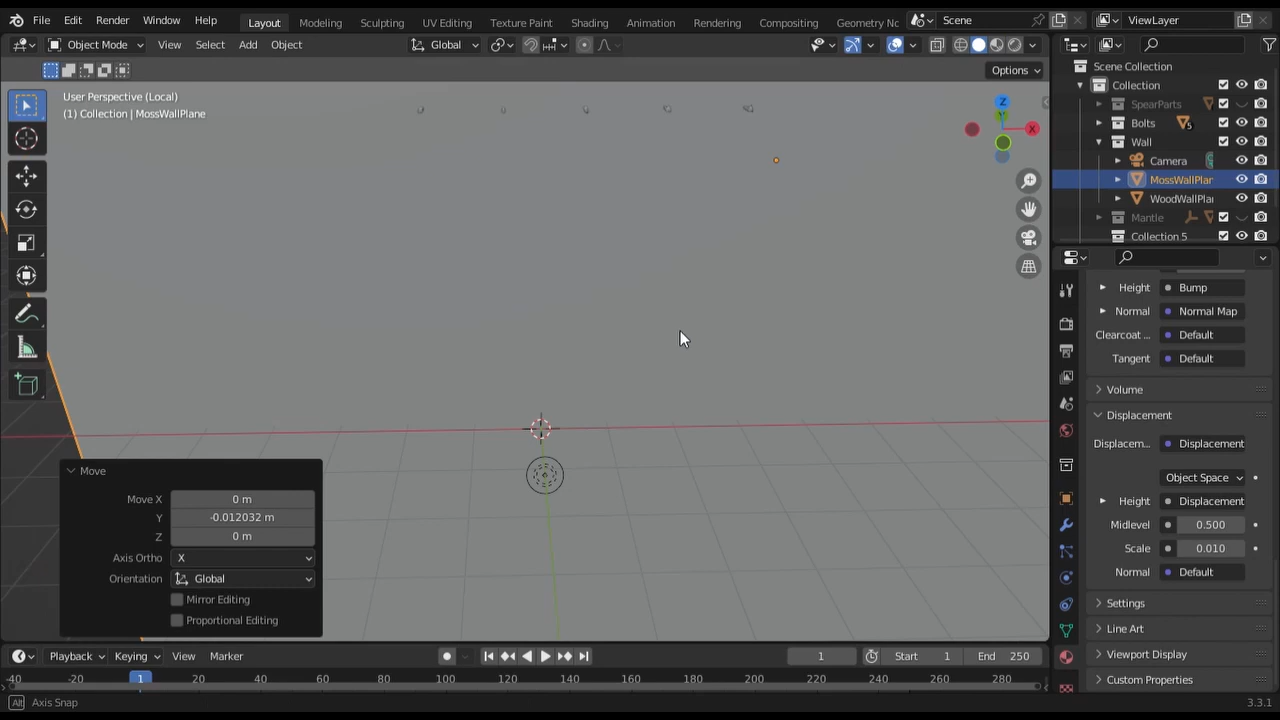 File Edit Render Window Help Layout Modeling Sculpting UV Editing Texture Paint Shading Animation Rendering Compositing Geometry Nc Scene ViewLayer
Object Mode View Select Add Object Global
Options
User Perspective (Local)
(1) Collection | MossWallPlane
Z
Y
X
Scene Collection
Collection
SpearParts
Bolts 5
Wall
Camera
MossWallPlar
WoodWallPlar
Mantle
Collection 5
Height Bump
Normal Normal Map
Clearcoat ... Default
Tangent Default
Volume
Displacement
Displacem... Displacement
Object Space
Height Displacement
Midlevel 0.500
Scale 0.010
Normal Default
Settings
Line Art
Viewport Display
Custom Properties
Move
Move X 0 m
Y -0.012032 m
Z 0 m
Axis Ortho X
Orientation Global
Mirror Editing
Proportional Editing
Playback Keying View Marker 1 Start 1 End 250
-40 -20 1 20 40 60 80 100 120 140 160 180 200 220 240 260 280
Alt Axis Snap 3.3.1